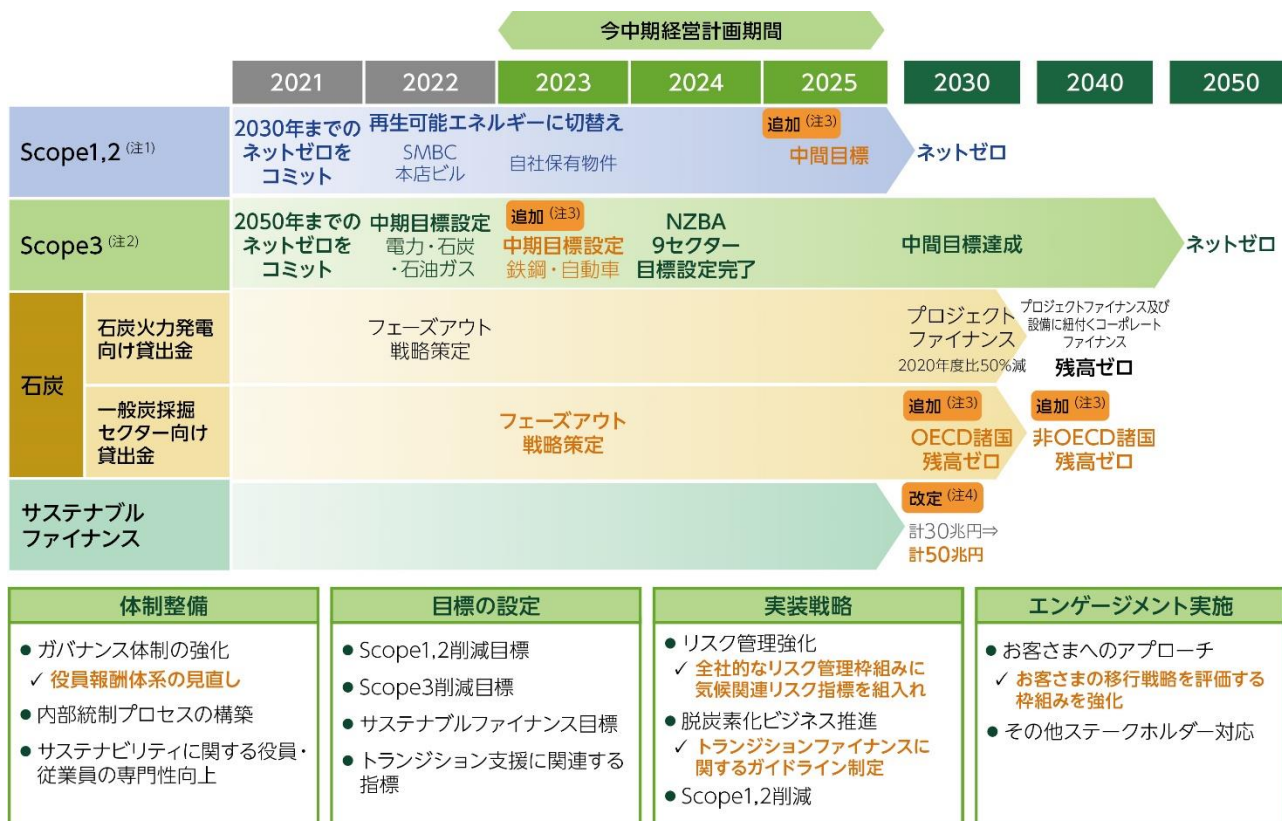 今中期経営計画期間
2021
2022
2023
2024
2025
2030
2040
2050
Scope1,2 (注1)
2030年までの
ネットゼロを
コミット
再生可能エネルギーに切替え
SMBC
本店ビル
自社保有物件
追加 (注3)
中間目標
ネットゼロ
Scope3 (注2)
2050年までの
ネットゼロを
コミット
中期目標設定
電力・石炭
・石油ガス
追加 (注3)
中期目標設定
鉄鋼・自動車
NZBA
9セクター
目標設定完了
中間目標達成
ネットゼロ
石炭
石炭火力発電
向け貸出金
フェーズアウト
戦略策定
プロジェクト
ファイナンス
2020年度比50%減
プロジェクトファイナンス及び
設備に紐付くコーポレート
ファイナンス
残高ゼロ
一般炭採掘
セクター向け
貸出金
フェーズアウト
戦略策定
追加 (注3)
OECD諸国
残高ゼロ
追加 (注3)
非OECD諸国
残高ゼロ
サステナブル
ファイナンス
改定 (注4)
計30兆円⇒
計50兆円
体制整備
● ガバナンス体制の強化
✓ 役員報酬体系の見直し
● 内部統制プロセスの構築
● サステナビリティに関する役員・
従業員の専門性向上
目標の設定
● Scope1,2削減目標
● Scope3削減目標
● サステナブルファイナンス目標
● トランジション支援に関連する
指標
実装戦略
● リスク管理強化
✓ 全社的なリスク管理枠組みに
気候関連リスク指標を組入れ
● 脱炭素化ビジネス推進
✓ トランジションファイナンスに
関するガイドライン制定
● Scope1,2削減
エンゲージメント実施
● お客さまへのアプローチ
✓ お客さまの移行戦略を評価する
枠組みを強化
● その他ステークホルダー対応